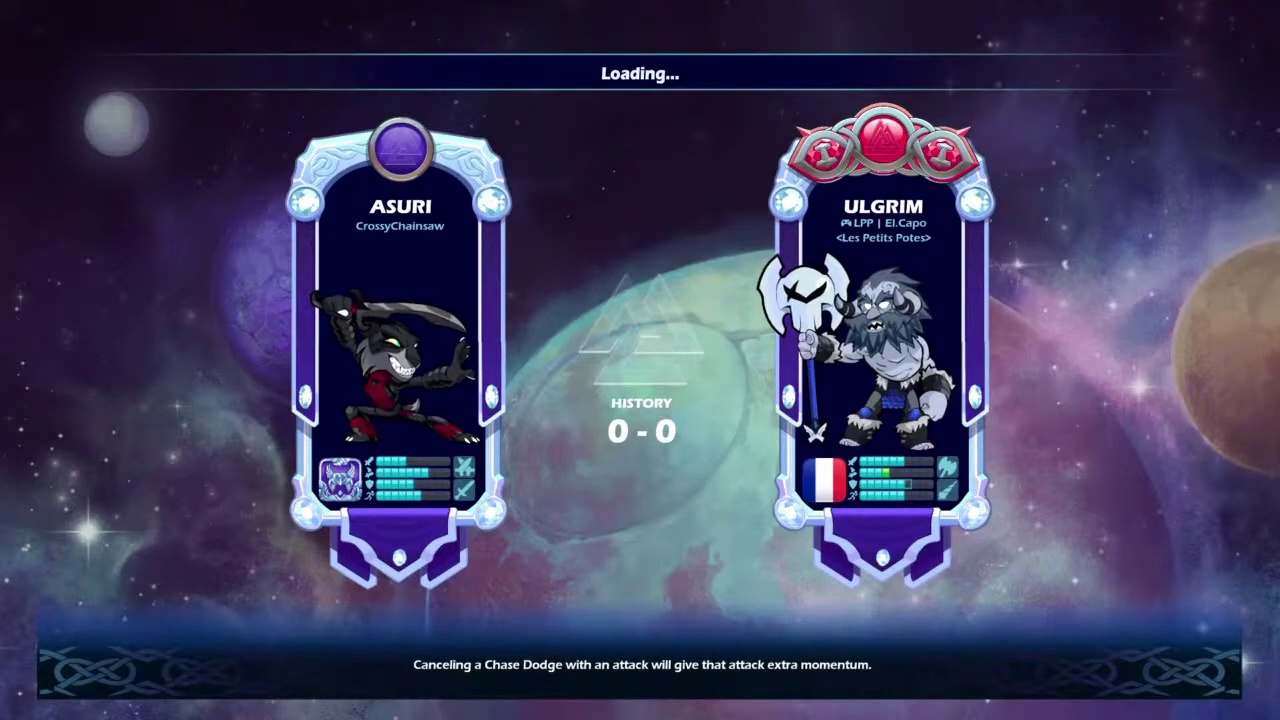 Loading...
ASURI
CrossyChainsaw
ULGRIM
LPP | El.Capo
<Les Petits Potes>
HISTORY
0 - 0
Canceling a Chase Dodge with an attack will give that attack extra momentum.